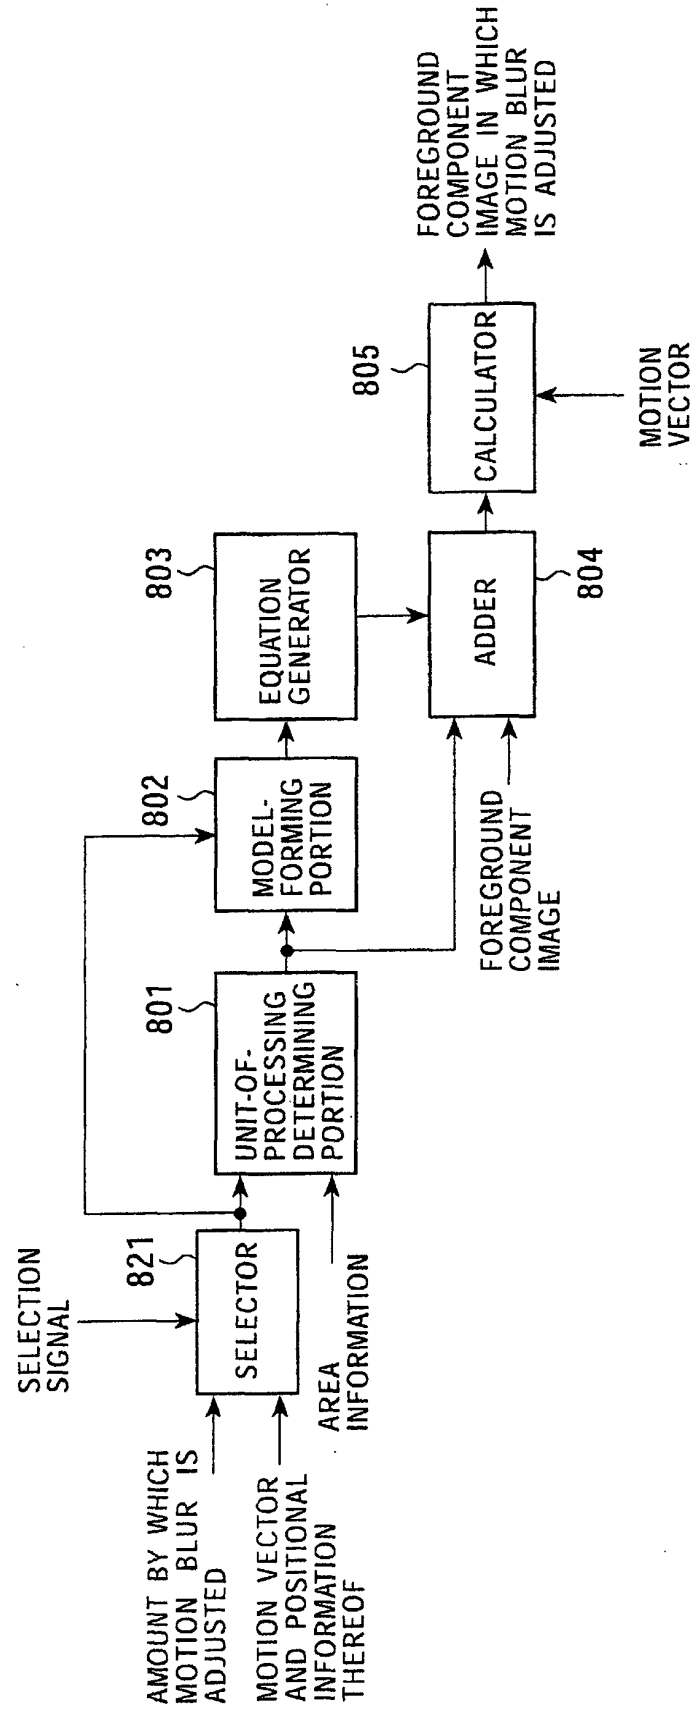 SELECTION
SIGNAL
AMOUNT BY WHICH
MOTION BLUR IS
ADJUSTED
MOTION VECTOR
AND POSITIONAL
INFORMATION
THEREOF
821
SELECTOR
AREA
INFORMATION
801
UNIT-OF-
PROCESSING
DETERMINING
PORTION
802
MODEL-
FORMING
PORTION
803
EQUATION
GENERATOR
FOREGROUND
COMPONENT
IMAGE
ADDER
804
805
CALCULATOR
MOTION
VECTOR
FOREGROUND
COMPONENT
IMAGE IN WHICH
MOTION BLUR
IS ADJUSTED